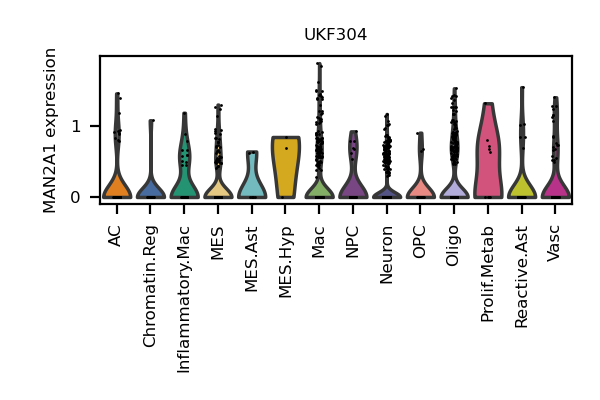 UKF304
MAN2A1 expression
1
0
AC
Chromatin.Reg
Inflammatory.Mac
MES
MES.Ast
MES.Hyp
Mac
NPC
Neuron
OPC
Oligo
Prolif.Metab
Reactive.Ast
Vasc